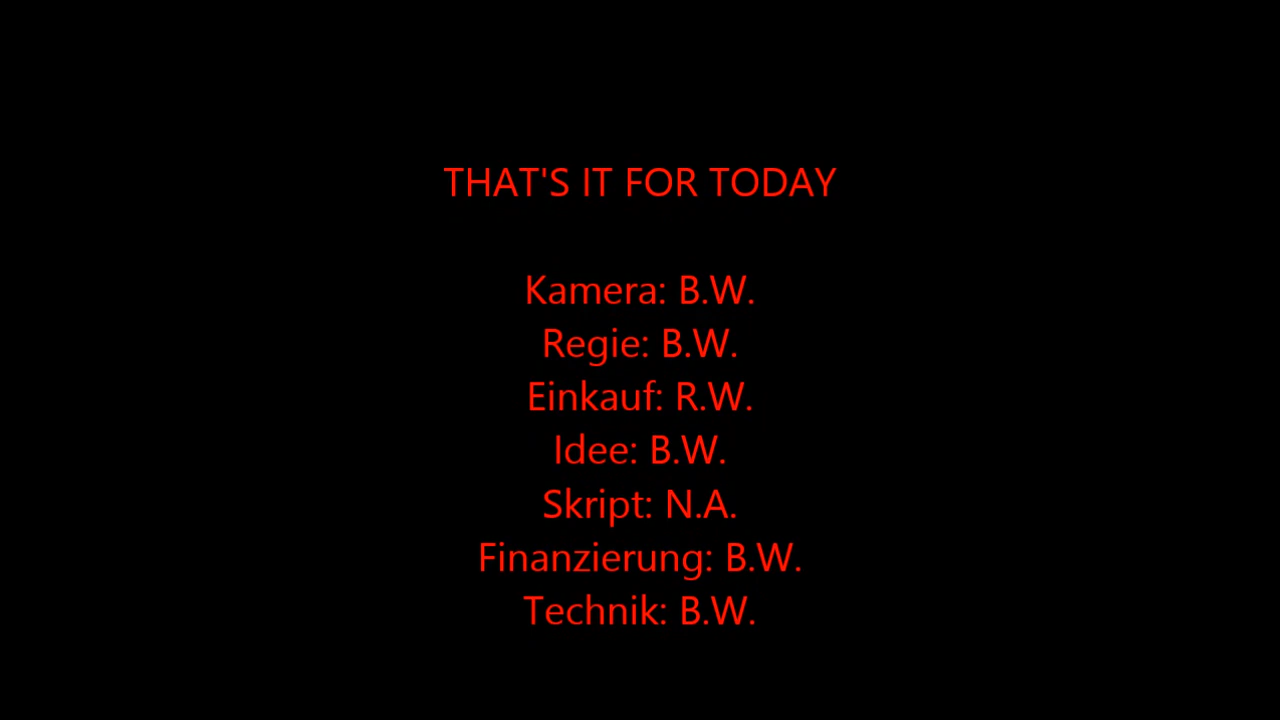 THAT'S IT FOR TODAY
Kamera: B.W.
Regie: B.W.
Einkauf: R.W.
Idee: B.W.
Skript: N.A.
Finanzierung: B.W.
Technik: B.W.